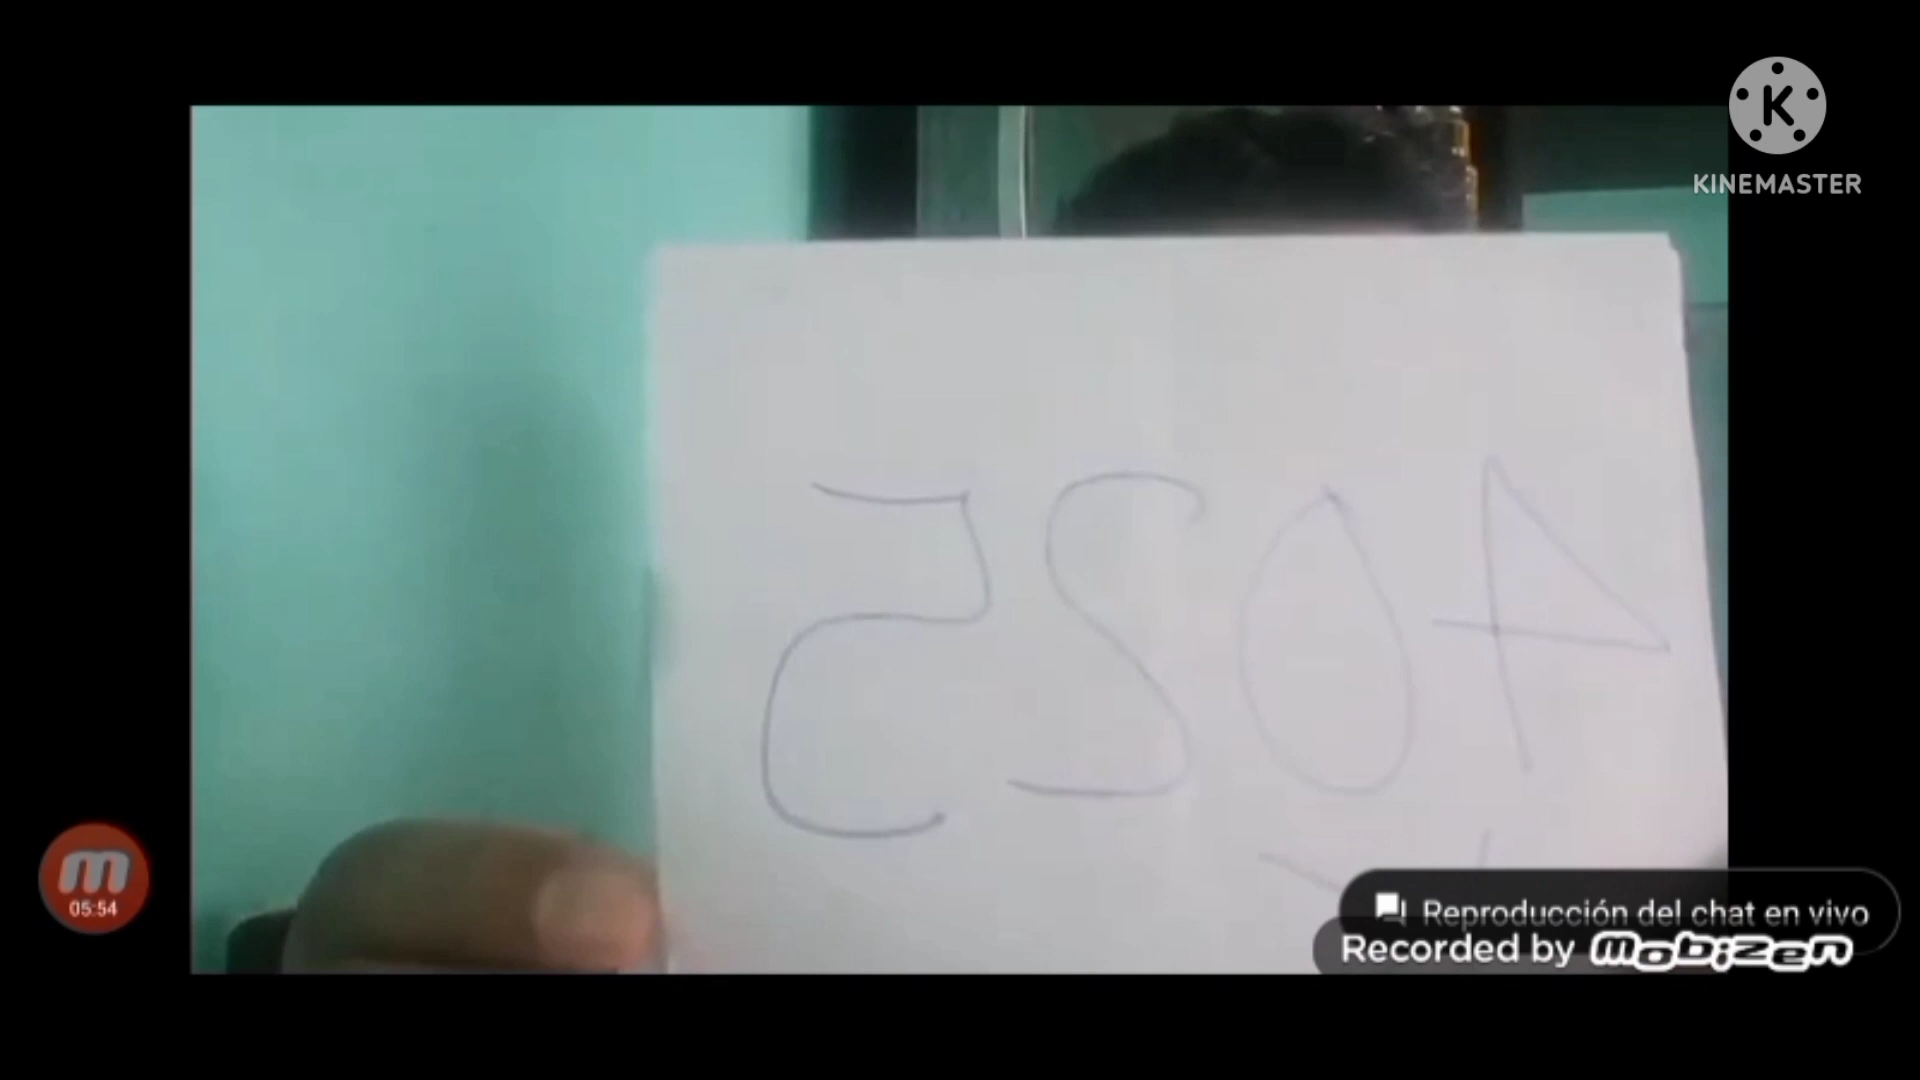 KINEMASTER
4025
05:54
Reproducción del chat en vivo
Recorded by mobizen